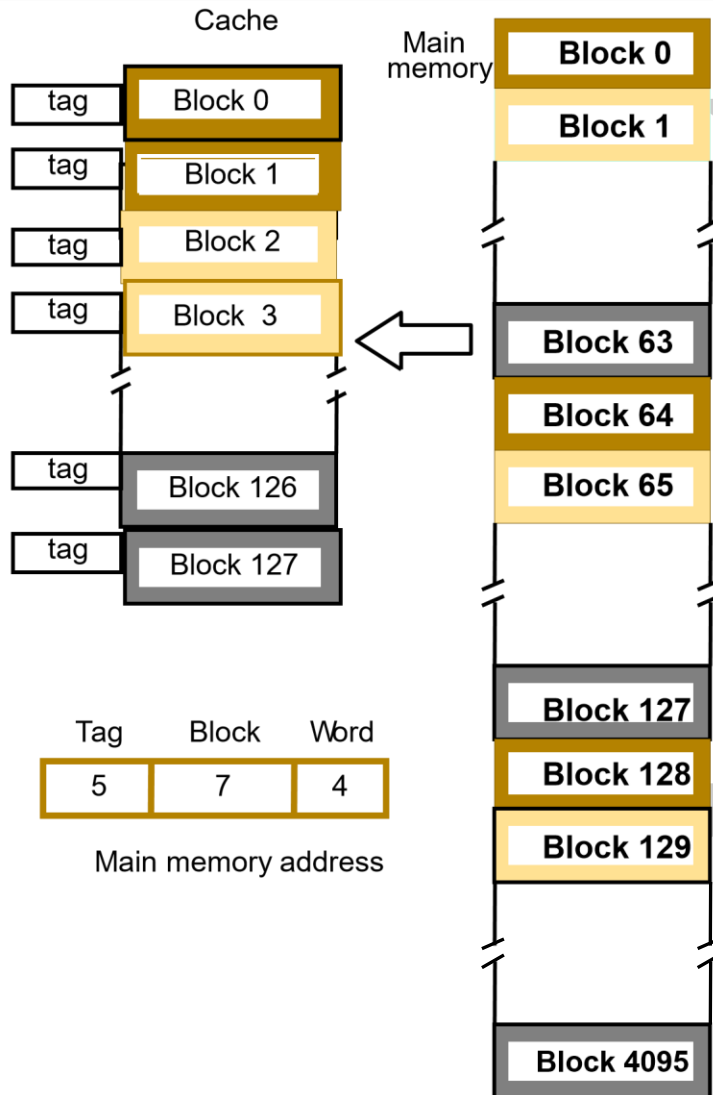 Cache
tag
Block 0
tag
Block 1
tag
Block 2
tag
Block 3
tag
Block 126
tag
Block 127
Main
memory
Block 0
Block 1
Block 63
Block 64
Block 65
Block 127
Block 128
Block 129
Block 4095
Tag Block Word
5 7 4
Main memory address